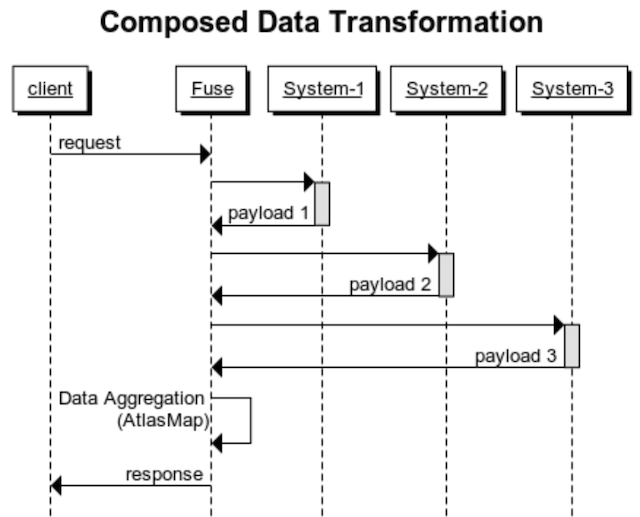 Composed Data Transformation
client
Fuse
System-1
System-2
System-3
request
payload 1
payload 2
payload 3
Data Aggregation
(AtlasMap)
response